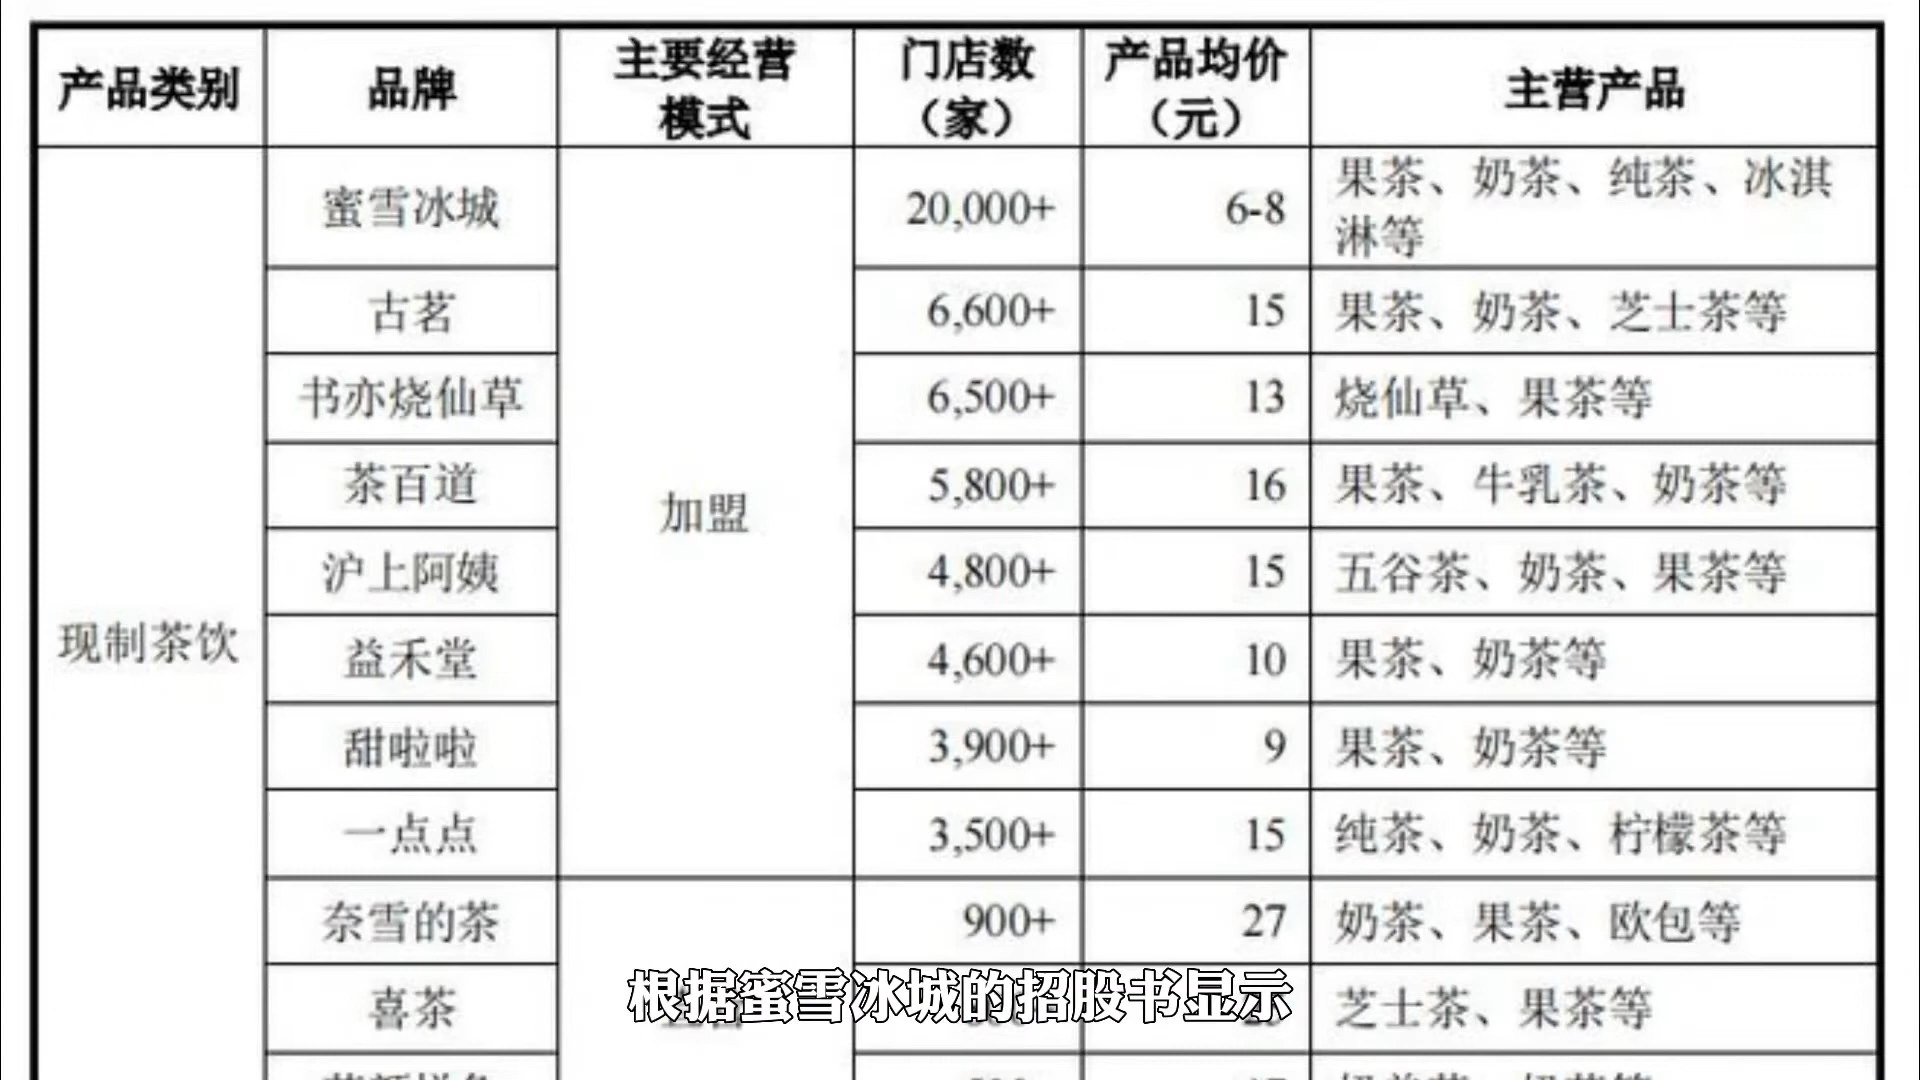 产品类别 品牌 主要经营模式 门店数（家） 产品均价（元） 主营产品
现制茶饮
加盟
蜜雪冰城 20,000+ 6-8 果茶、奶茶、纯茶、冰淇
淋等
古茗 6,600+ 15 果茶、奶茶、芝士茶等
书亦烧仙草 6,500+ 13 烧仙草、果茶等
茶百道 5,800+ 16 果茶、牛乳茶、奶茶等
沪上阿姨 4,800+ 15 五谷茶、奶茶、果茶等
益禾堂 4,600+ 10 果茶、奶茶等
甜啦啦 3,900+ 9 果茶、奶茶等
一点点 3,500+ 15 纯茶、奶茶、柠檬茶等
奈雪的茶 900+ 27 奶茶、果茶、欧包等
喜茶 芝士茶、果茶等
根据蜜雪冰城的招股书显示